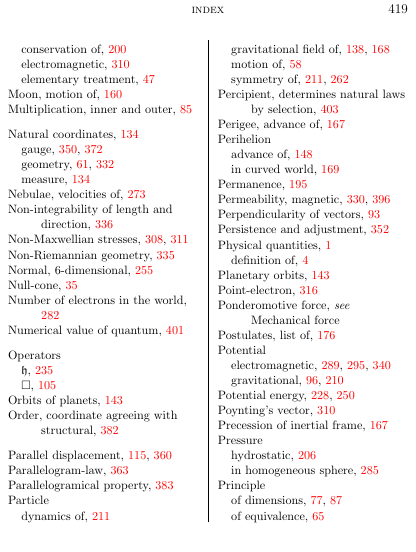 INDEX 419
conservation of, 200
electromagnetic, 310
elementary treatment, 47
Moon, motion of, 160
Multiplication, inner and outer, 85
Natural coordinates, 134
gauge, 350, 372
geometry, 61, 332
measure, 134
Nebulae, velocities of, 273
Non-integrability of length and
direction, 336
Non-Maxwellian stresses, 308, 311
Non-Riemannian geometry, 335
Normal, 6-dimensional, 255
Null-cone, 35
Number of electrons in the world,
282
Numerical value of quantum, 401
Operators
𝔥, 235
□, 105
Orbits of planets, 143
Order, coordinate agreeing with
structural, 382
Parallel displacement, 115, 360
Parallelogram-law, 363
Parallelogramical property, 383
Particle
dynamics of, 211
gravitational field of, 138, 168
motion of, 58
symmetry of, 211, 262
Percipient, determines natural laws
by selection, 403
Perigee, advance of, 167
Perihelion
advance of, 148
in curved world, 169
Permanence, 195
Permeability, magnetic, 330, 396
Perpendicularity of vectors, 93
Persistence and adjustment, 352
Physical quantities, 1
definition of, 4
Planetary orbits, 143
Point-electron, 316
Ponderomotive force, see
Mechanical force
Postulates, list of, 176
Potential
electromagnetic, 289, 295, 340
gravitational, 96, 210
Potential energy, 228, 250
Poynting's vector, 310
Precession of inertial frame, 167
Pressure
hydrostatic, 206
in homogeneous sphere, 285
Principle
of dimensions, 77, 87
of equivalence, 65